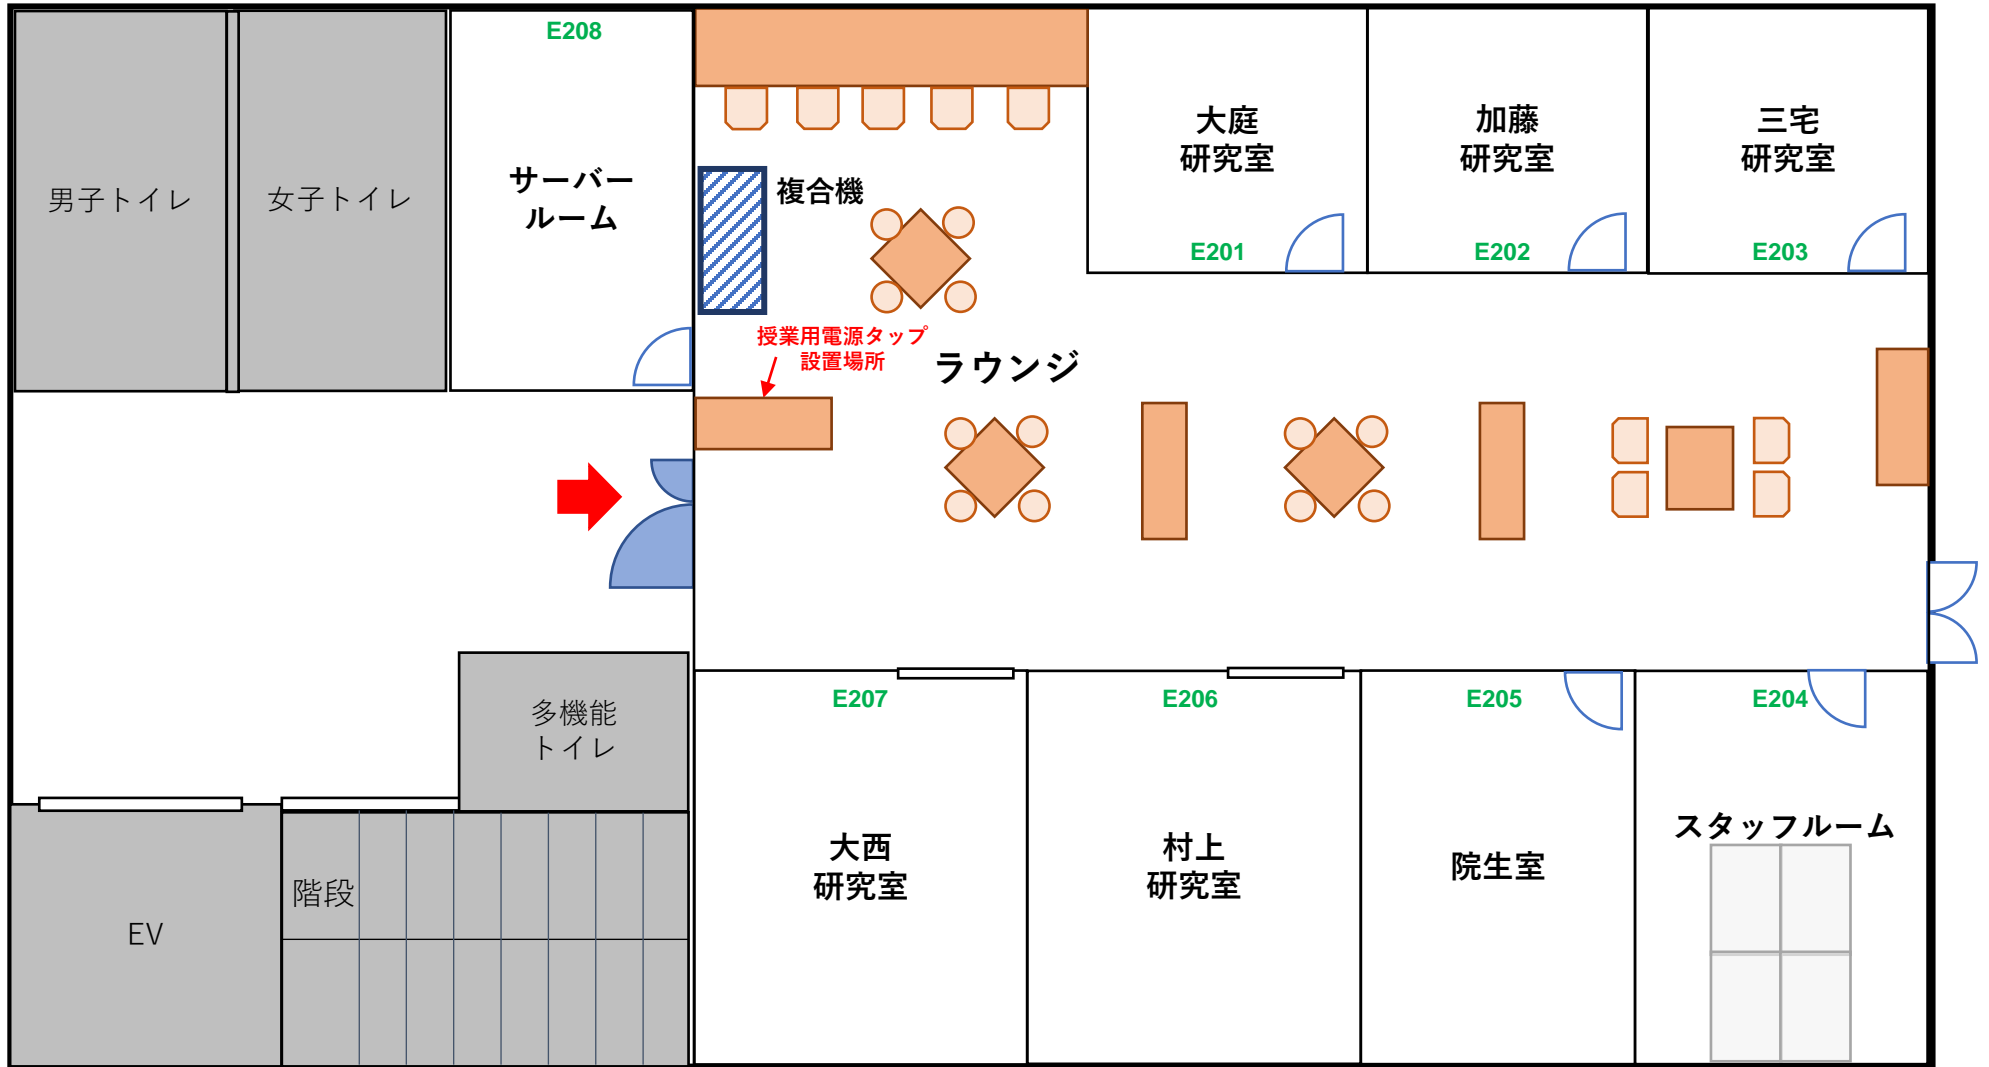 E208
男子トイレ
女子トイレ
サーバー
ルーム
複合機
大庭
研究室
E201
加藤
研究室
E202
三宅
研究室
E203
授業用電源タップ
設置場所
ラウンジ
多機能
トイレ
EV
階段
E207
大西
研究室
E206
村上
研究室
E205
院生室
E204
スタッフルーム